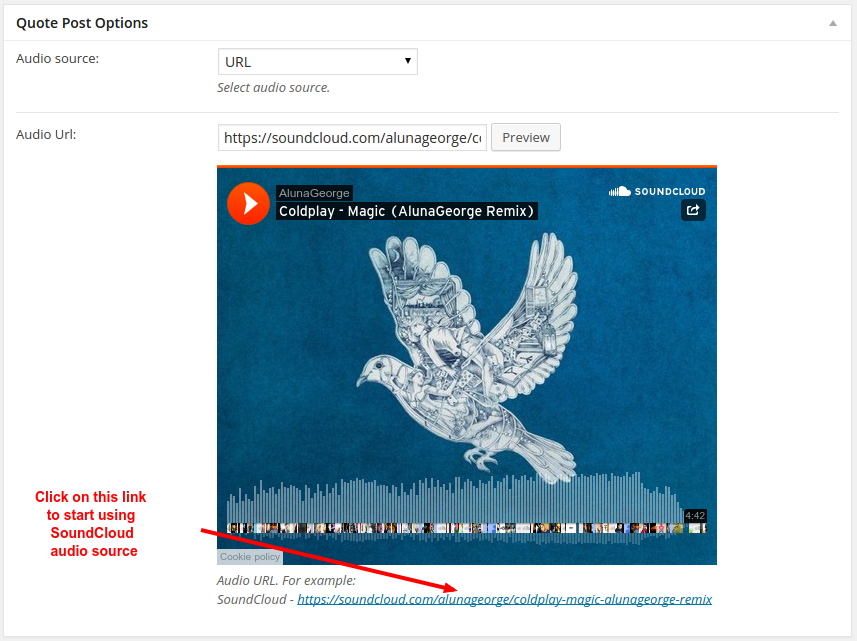 Quote Post Options
Audio source:
URL
Select audio source.
Audio Url:
https://soundcloud.com/alunageorge/c
Preview
AlunaGeorge
SOUNDCLOUD
Coldplay - Magic (AlunaGeorge Remix)
Click on this link
to start using
SoundCloud
audio source
4:42
Cookie policy
Audio URL. For example:
SoundCloud - https://soundcloud.com/alunageorge/coldplay-magic-alunageorge-remix